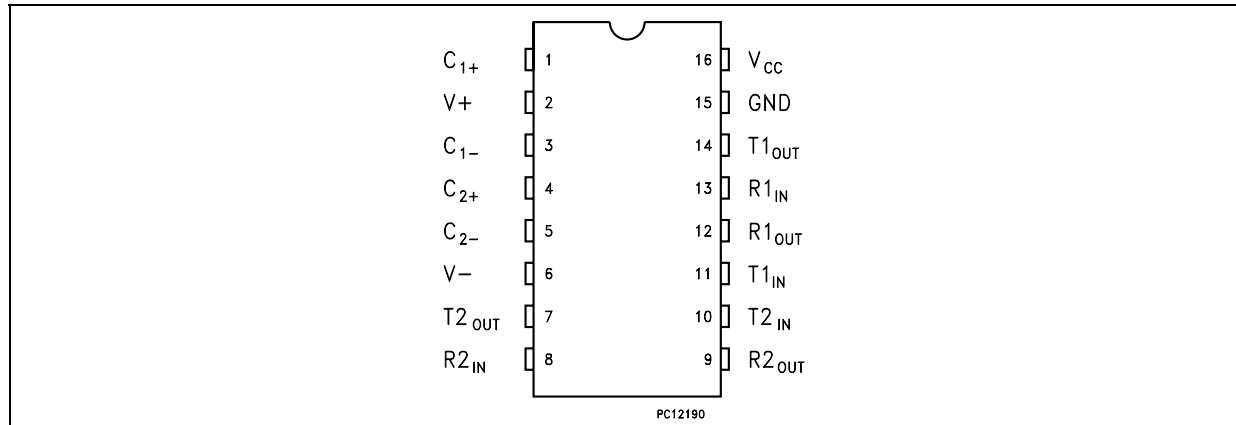 C1+ 1 16 VCC
V+ 2 15 GND
C1- 3 14 T1OUT
C2+ 4 13 R1IN
C2- 5 12 R1OUT
V- 6 11 T1IN
T2OUT 7 10 T2IN
R2IN 8 9 R2OUT
PC12190